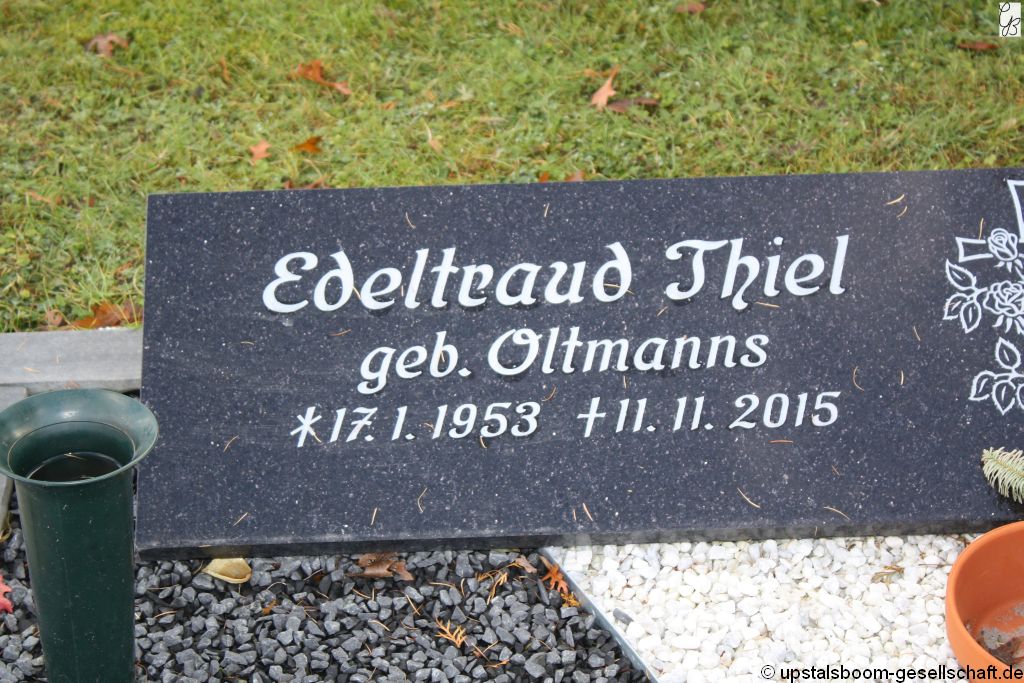 Edeltraud Thiel
geb. Oltmanns
*17.1.1953 †11.11.2015
© upstalsboom-gesellschaft.de